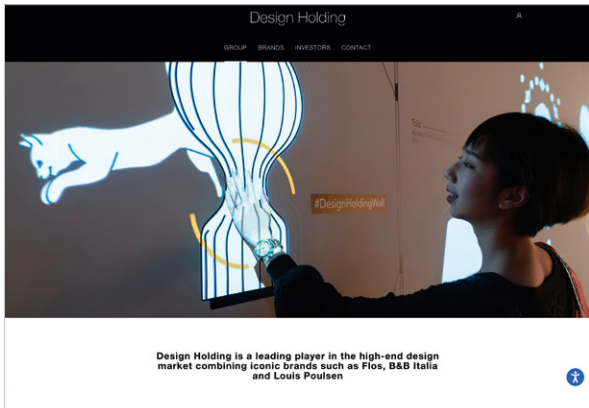 Design Holding
GROUP BRANDS INVESTORS CONTACT
#DesignHoldingWall
Design Holding is a leading player in the high-end design
market combining iconic brands such as Flos, B&B Italia
and Louis Poulsen